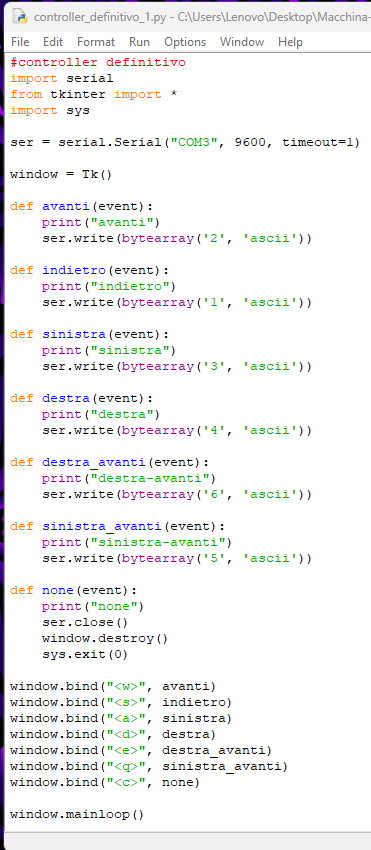 controller_definitivo_1.py - C:\Users\Lenovo\Desktop\Macchina-
File Edit Format Run Options Window Help
#controller definitivo
import serial
from tkinter import *
import sys

ser = serial.Serial("COM3", 9600, timeout=1)

window = Tk()

def avanti(event):
    print("avanti")
    ser.write(bytearray('2', 'ascii'))

def indietro(event):
    print("indietro")
    ser.write(bytearray('1', 'ascii'))

def sinistra(event):
    print("sinistra")
    ser.write(bytearray('3', 'ascii'))

def destra(event):
    print("destra")
    ser.write(bytearray('4', 'ascii'))

def destra_avanti(event):
    print("destra-avanti")
    ser.write(bytearray('6', 'ascii'))

def sinistra_avanti(event):
    print("sinistra-avanti")
    ser.write(bytearray('5', 'ascii'))

def none(event):
    print("none")
    ser.close()
    window.destroy()
    sys.exit(0)

window.bind("<w>", avanti)
window.bind("<s>", indietro)
window.bind("<a>", sinistra)
window.bind("<d>", destra)
window.bind("<e>", destra_avanti)
window.bind("<q>", sinistra_avanti)
window.bind("<c>", none)

window.mainloop()